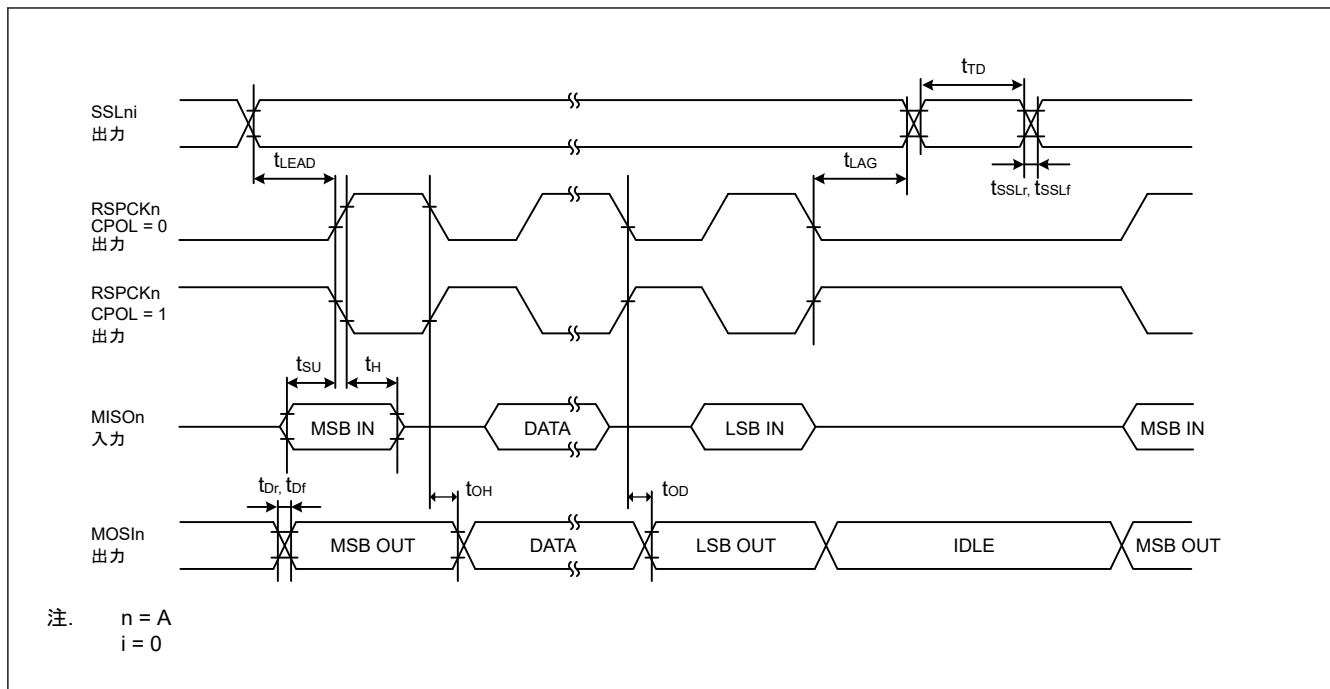 tTD
SSLni
出力
tLEAD
tLAG
tSSLr, tSSLf
RSPCKn
CPOL = 0
出力
RSPCKn
CPOL = 1
出力
tSU
tH
MISOn
入力
MSB IN
DATA
LSB IN
MSB IN
tDr, tDf
tOH
tOD
MOSIn
出力
MSB OUT
DATA
LSB OUT
IDLE
MSB OUT
注. n = A
i = 0